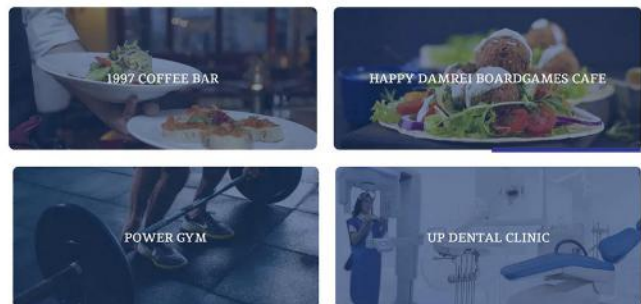 1997 COFFEE BAR
HAPPY DAMREI BOARDGAMES CAFE
POWER GYM
UP DENTAL CLINIC